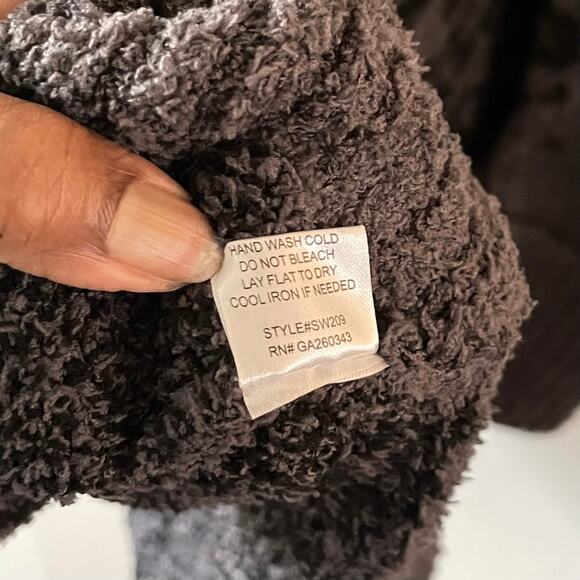 HAND WASH COLD
DO NOT BLEACH
LAY FLAT TO DRY
COOL IRON IF NEEDED
STYLE#SW209
RN# GA260343